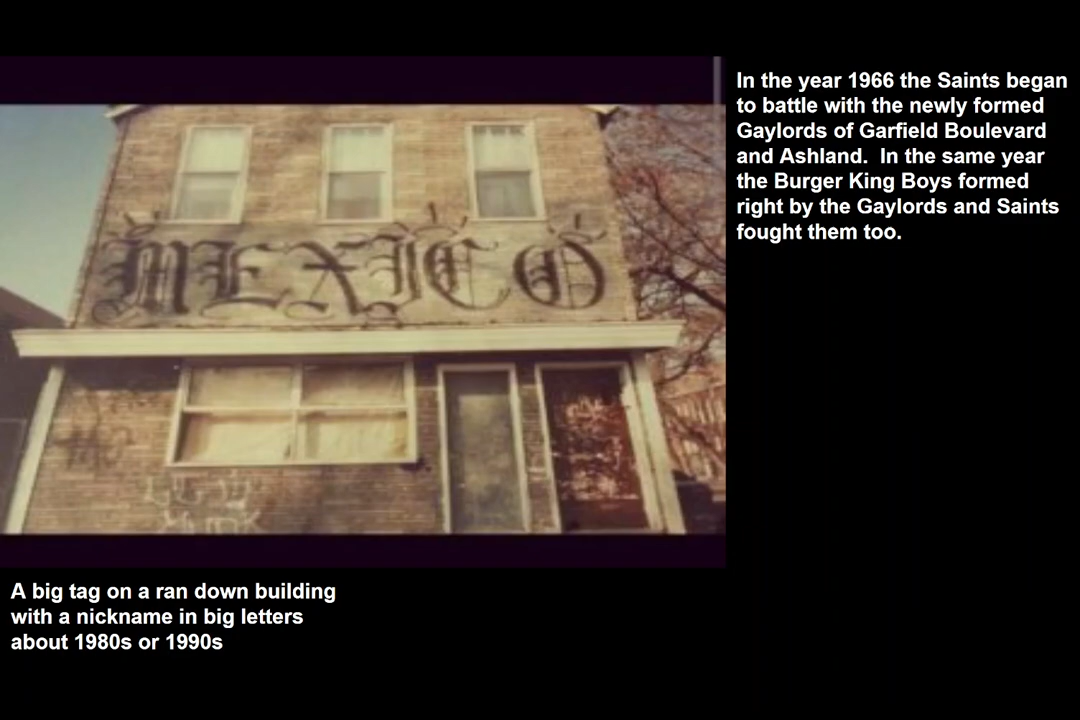 In the year 1966 the Saints began
to battle with the newly formed
Gaylords of Garfield Boulevard
and Ashland.  In the same year
the Burger King Boys formed
right by the Gaylords and Saints
fought them too.
MEXICO
A big tag on a ran down building
with a nickname in big letters
about 1980s or 1990s